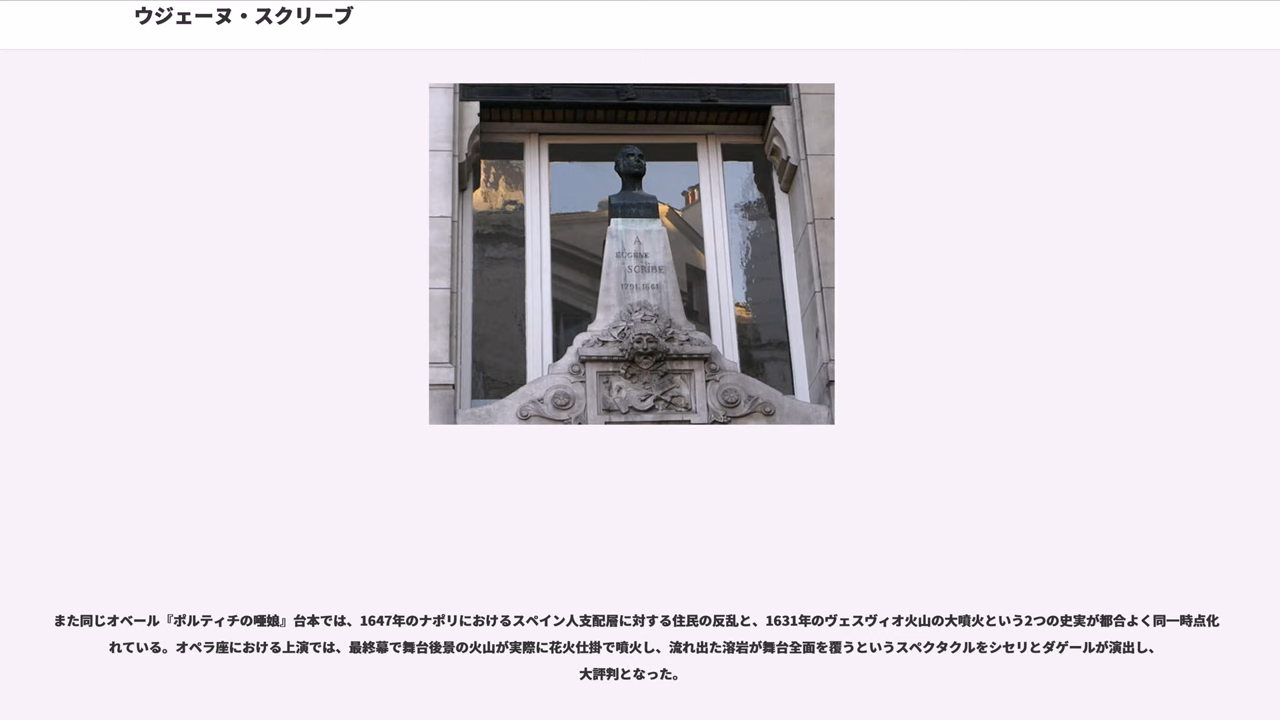 ウジェーヌ・スクリーブ
A
EUGENE
SCRIBE
1791-1861
また同じオベール『ポルティチの唖娘』台本では、1647年のナポリにおけるスペイン人支配層に対する住民の反乱と、1631年のヴェスヴィオ火山の大噴火という2つの史実が都合よく同一時点化
れている。オペラ座における上演では、最終幕で舞台後景の火山が実際に花火仕掛で噴火し、流れ出た溶岩が舞台全面を覆うというスペクタクルをシセリとダゲールが演出し、
大評判となった。